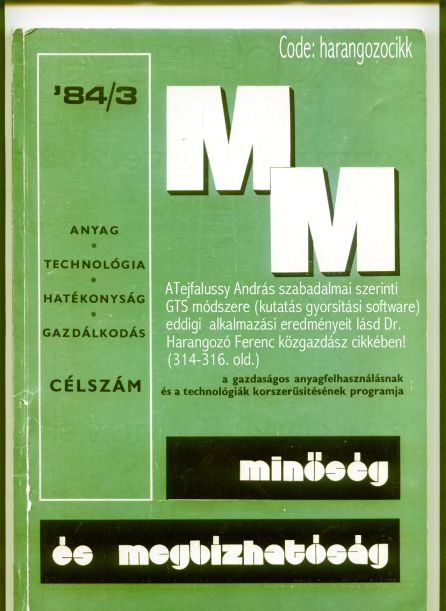 Code: harangozocikk
'84/3
M
M
ANYAG
*
TECHNOLÓGIA
*
HATÉKONYSÁG
*
GAZDÁLKODÁS
CÉLSZÁM
ATejfalussy András szabadalmai szerinti
GTS módszere (kutatás gyorsítási software)
eddigi alkalmazási eredményeit lásd Dr.
Harangozó Ferenc közgazdász cikkében!
(314-316. old.)
a gazdaságos anyagfelhasználásnak
és a technológiák korszerűsitésének programja
minőség
és megbízhatóság